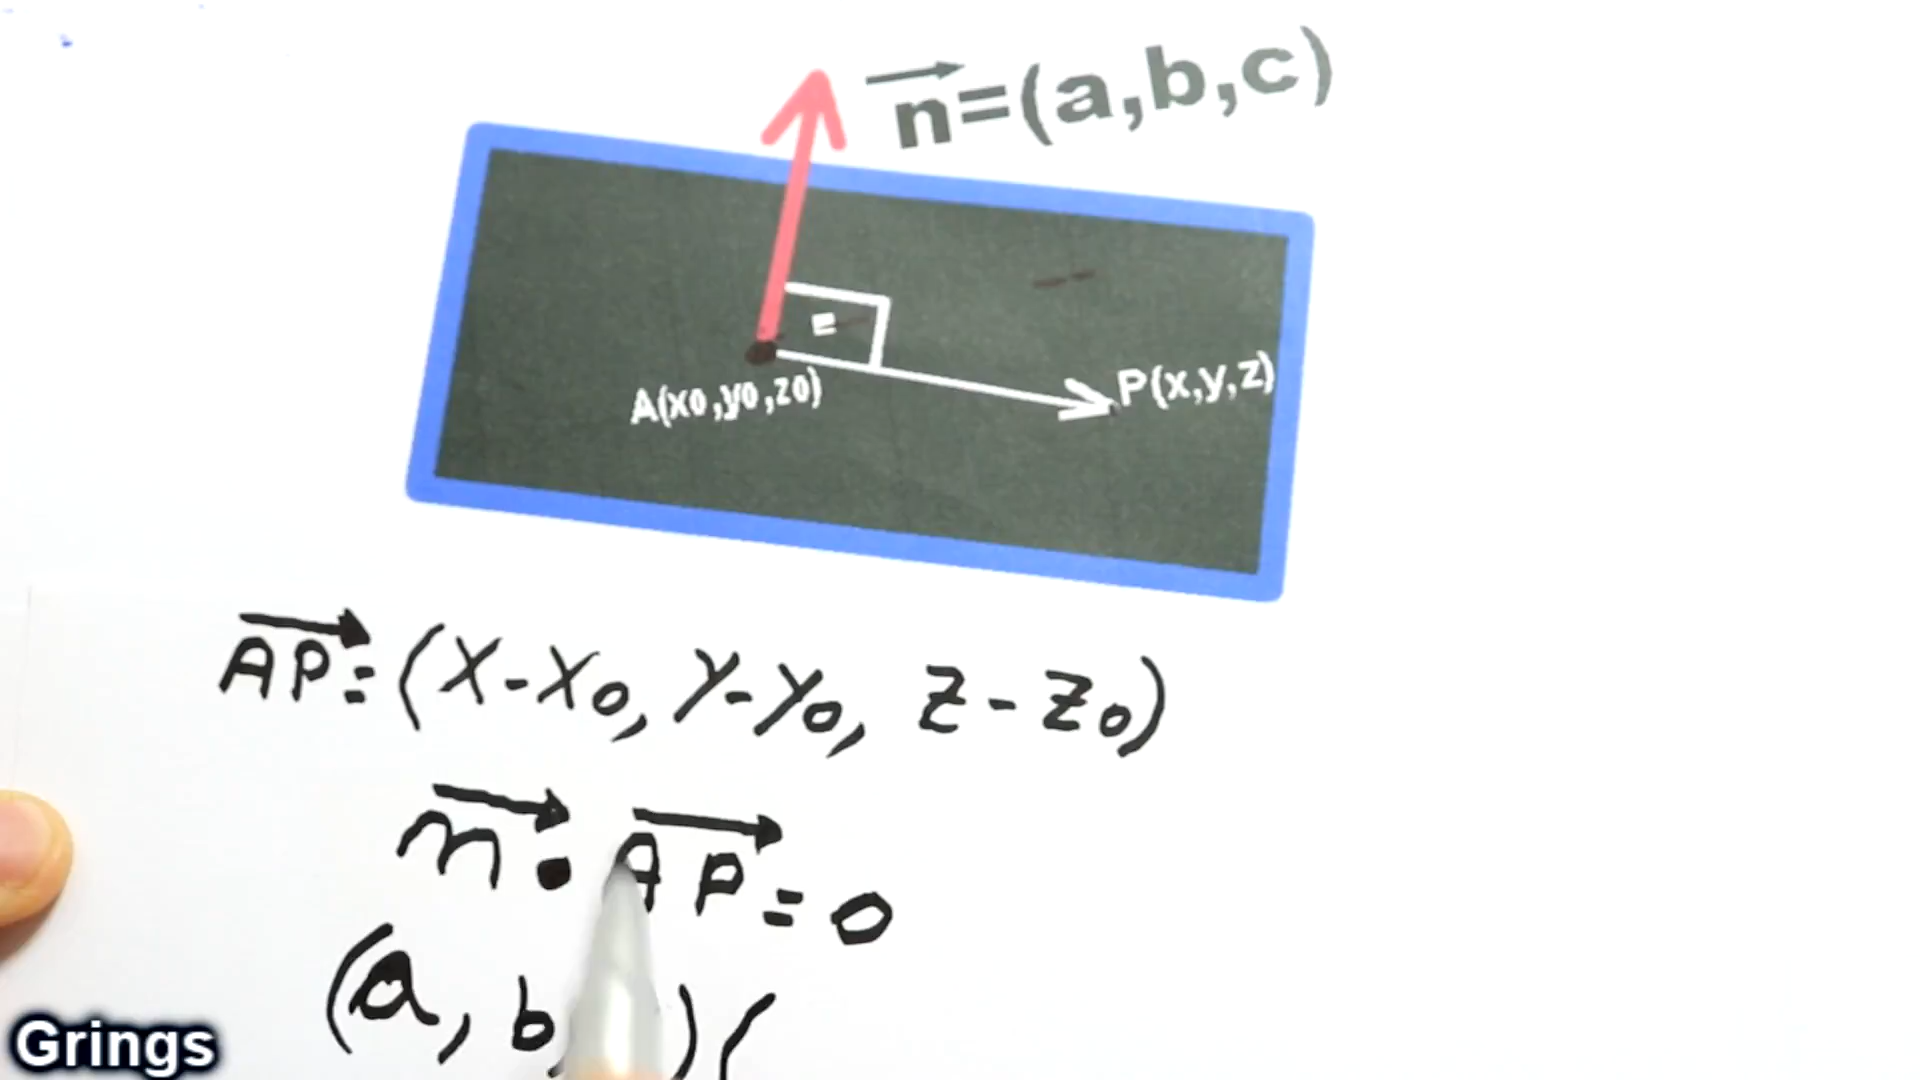 n=(a,b,c)
=
A(x0,y0,z0)
P(x,y,z)
AP=(X-X0, Y-Y0, Z-Z0)
n • AP=0
(a, b, )(
Grings